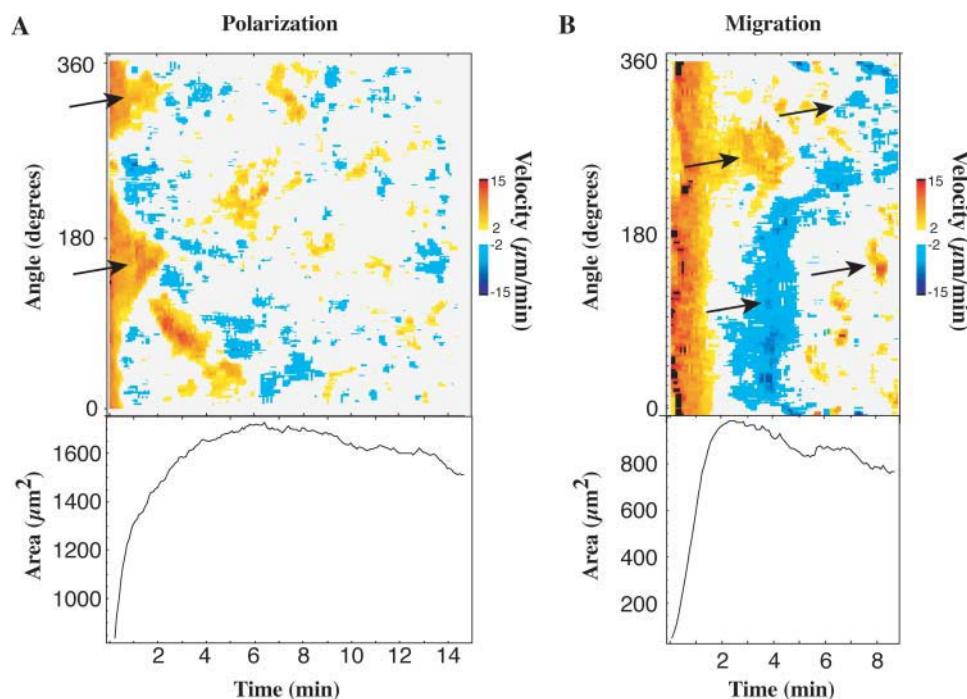 A
Polarization
B
Migration
360
180
0
Angle (degrees)
15
2
-2
-15
Velocity (μm/min)
360
180
0
Angle (degrees)
15
2
-2
-15
Velocity (μm/min)
1600
1400
1200
1000
Area (μm²)
2 4 6 8 10 12 14
Time (min)
800
600
400
200
Area (μm²)
2 4 6 8
Time (min)